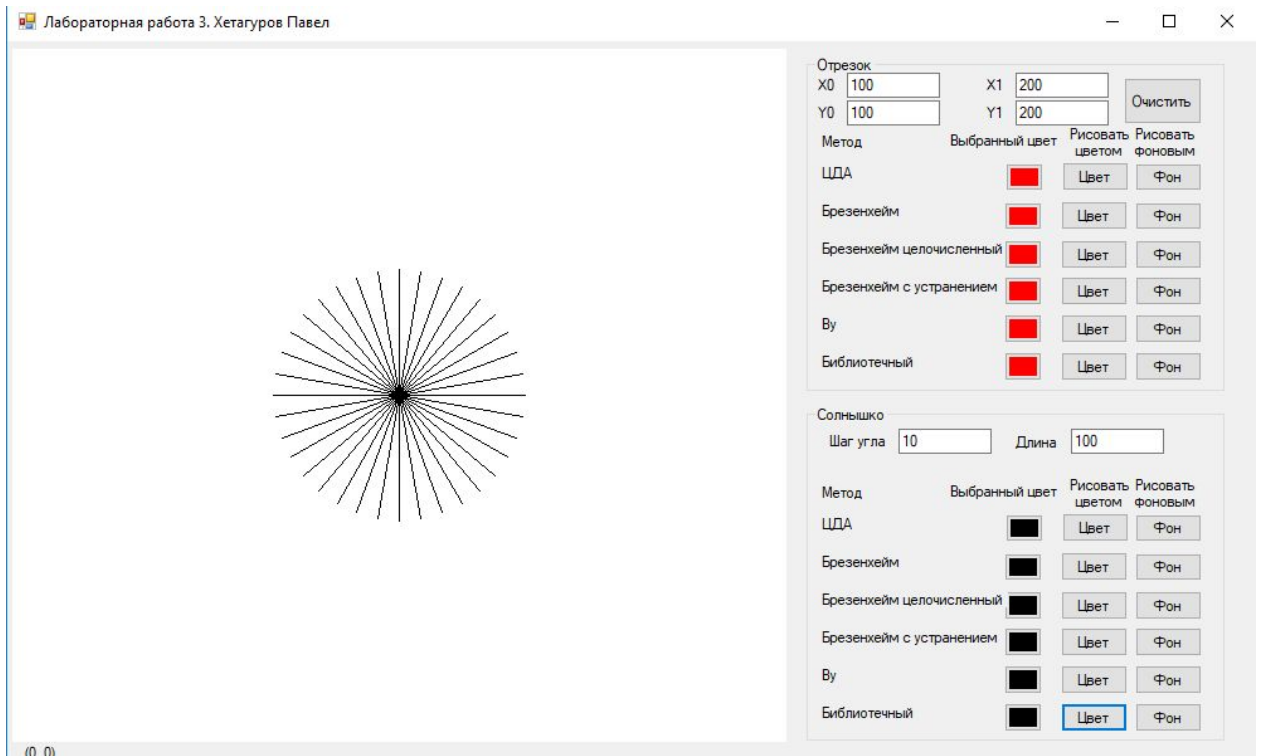 Лабораторная работа 3. Хетагуров Павел
Отрезок
X0 100 X1 200
Очистить
Y0 100 Y1 200
Метод Выбранный цвет Рисовать цветом Рисовать фоновым
ЦДА Цвет Фон
Брезенхейм Цвет Фон
Брезенхейм целочисленный Цвет Фон
Брезенхейм с устранением Цвет Фон
Ву Цвет Фон
Библиотечный Цвет Фон
Солнышко
Шаг угла 10 Длина 100
Метод Выбранный цвет Рисовать цветом Рисовать фоновым
ЦДА Цвет Фон
Брезенхейм Цвет Фон
Брезенхейм целочисленный Цвет Фон
Брезенхейм с устранением Цвет Фон
Ву Цвет Фон
Библиотечный Цвет Фон
(0, 0)